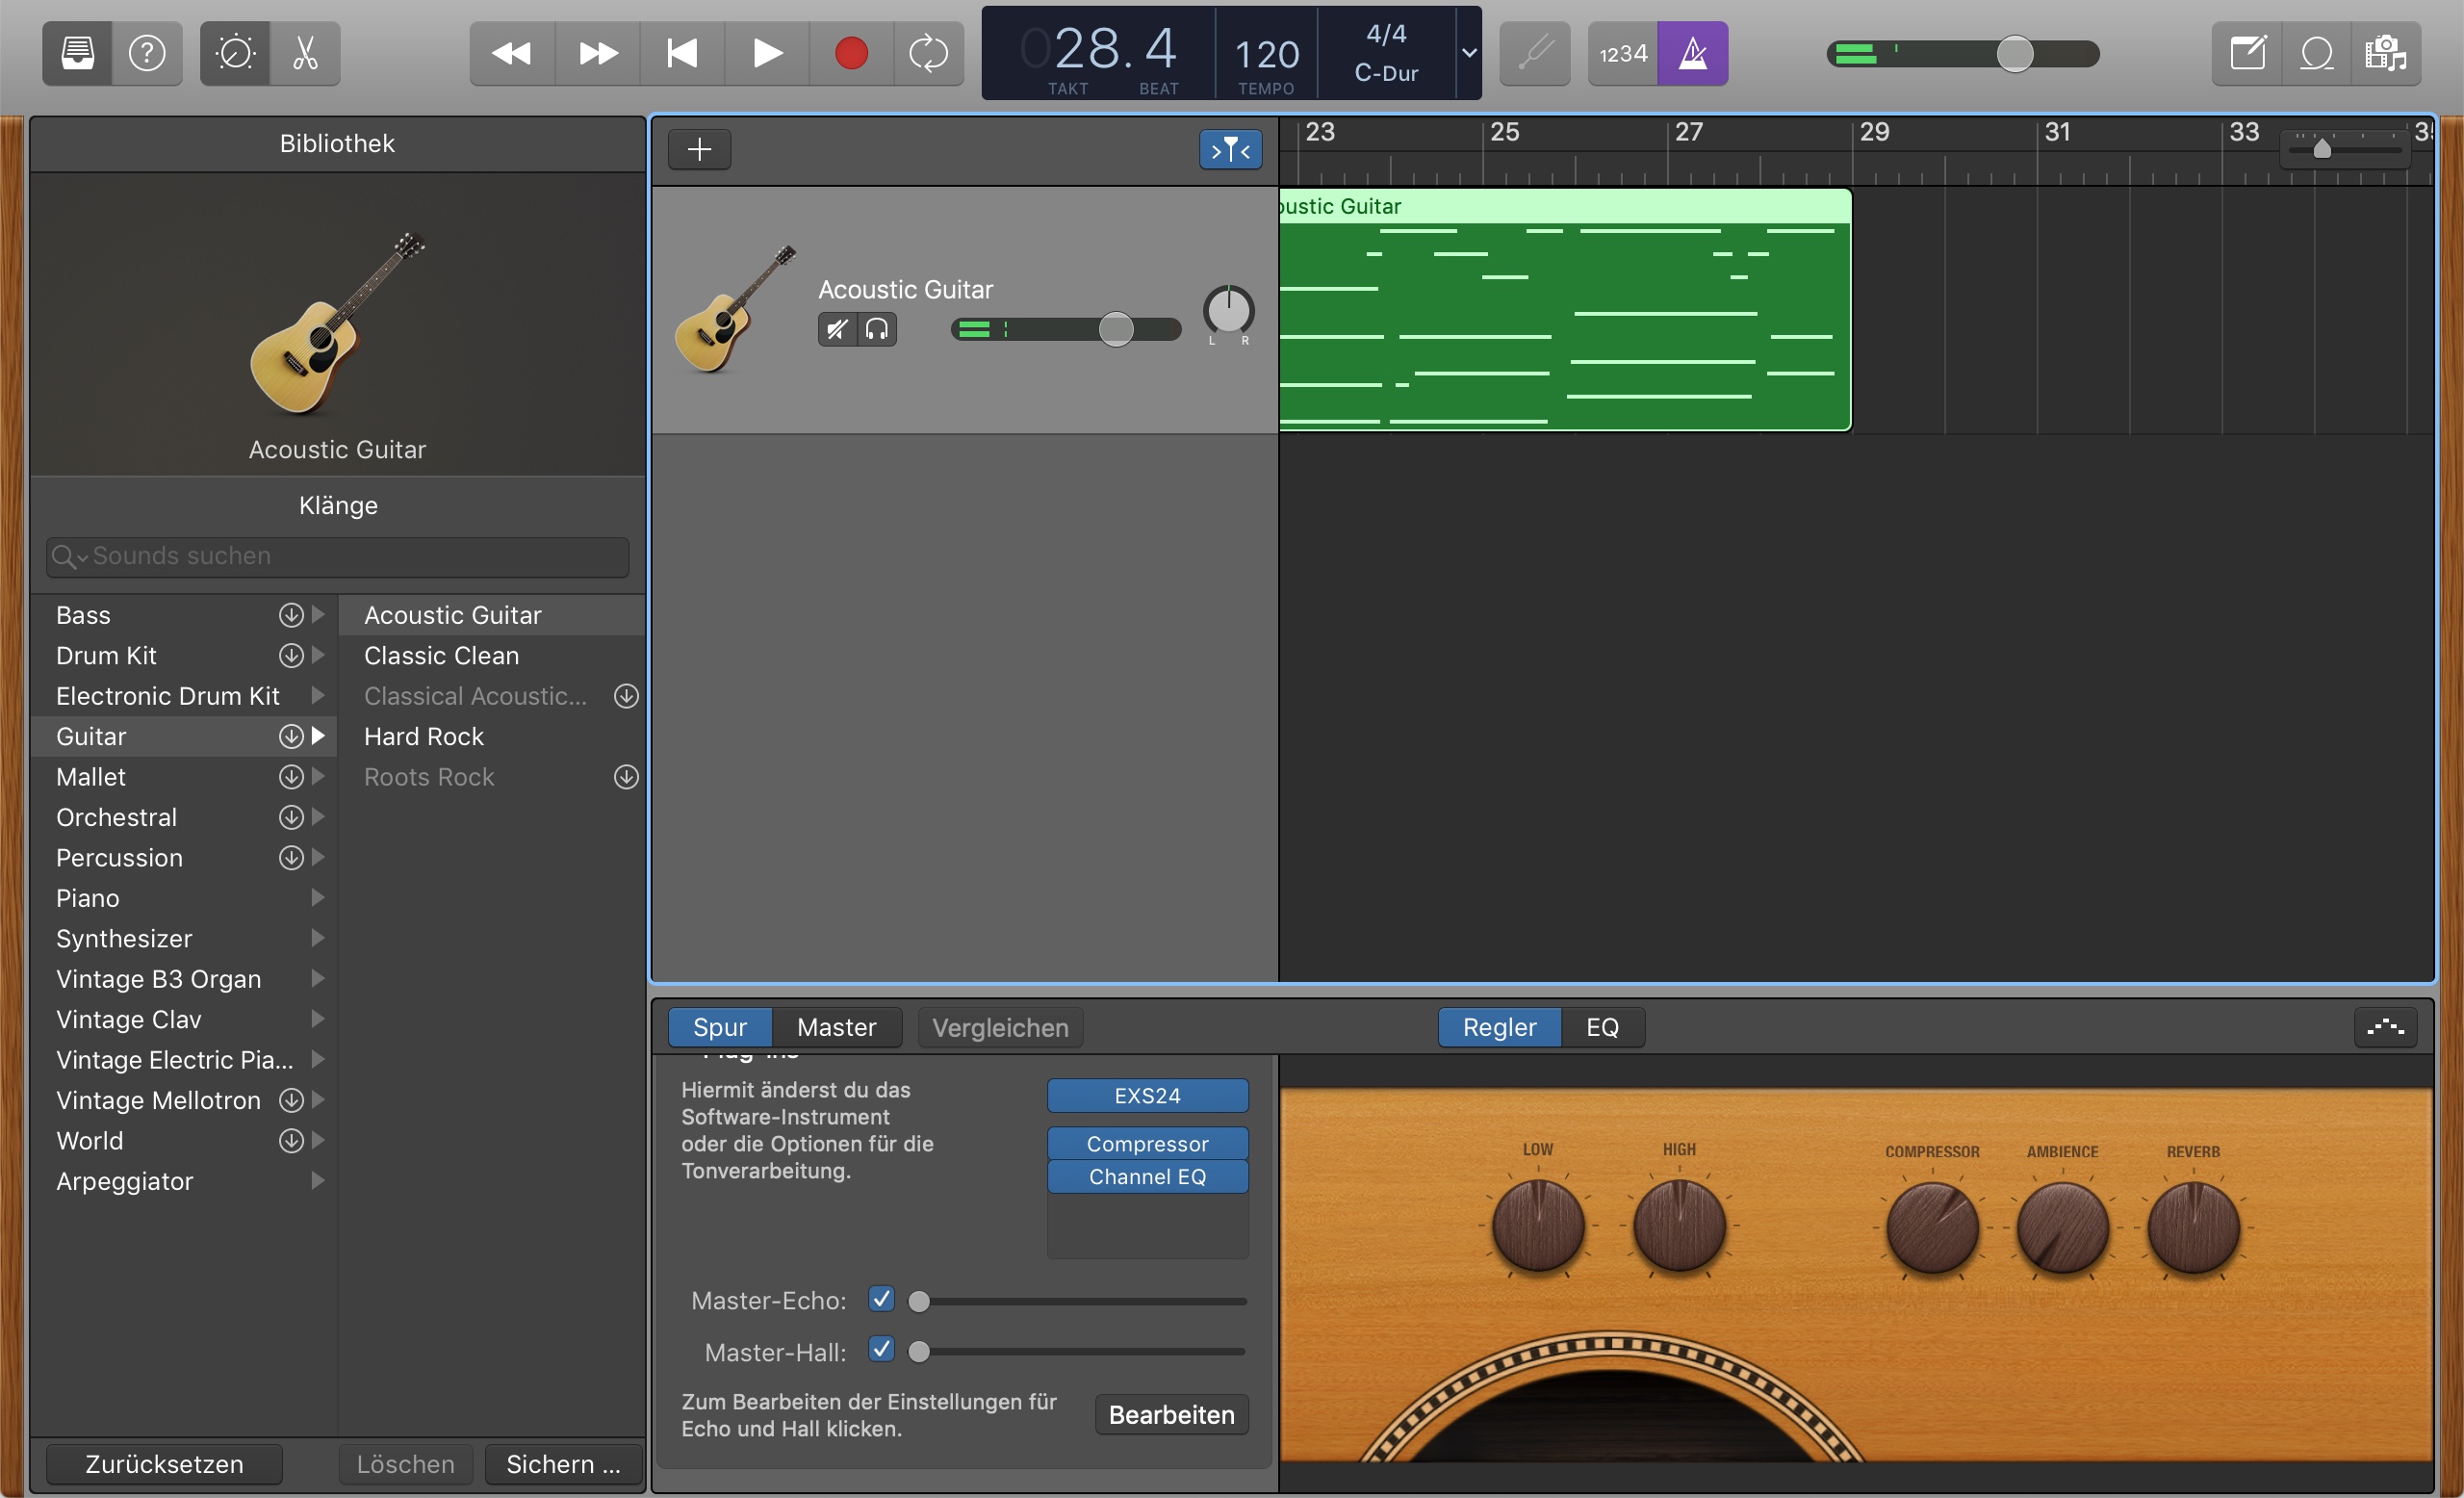 028. 4
TAKT BEAT
120
TEMPO
4/4
C-Dur
1234
Bibliothek
Acoustic Guitar
Klänge
Sounds suchen
Bass
Drum Kit
Electronic Drum Kit
Guitar
Mallet
Orchestral
Percussion
Piano
Synthesizer
Vintage B3 Organ
Vintage Clav
Vintage Electric Pia...
Vintage Mellotron
World
Arpeggiator
Acoustic Guitar
Classic Clean
Classical Acoustic...
Hard Rock
Roots Rock
Zurücksetzen Löschen Sichern ...
23 25 27 29 31 33 35
oustic Guitar
Acoustic Guitar
L R
Spur Master Vergleichen Regler EQ
Plug-ins
Hiermit änderst du das
Software-Instrument
oder die Optionen für die
Tonverarbeitung.
EXS24
Compressor
Channel EQ
Master-Echo:
Master-Hall:
Zum Bearbeiten der Einstellungen für
Echo und Hall klicken.
Bearbeiten
LOW HIGH COMPRESSOR AMBIENCE REVERB